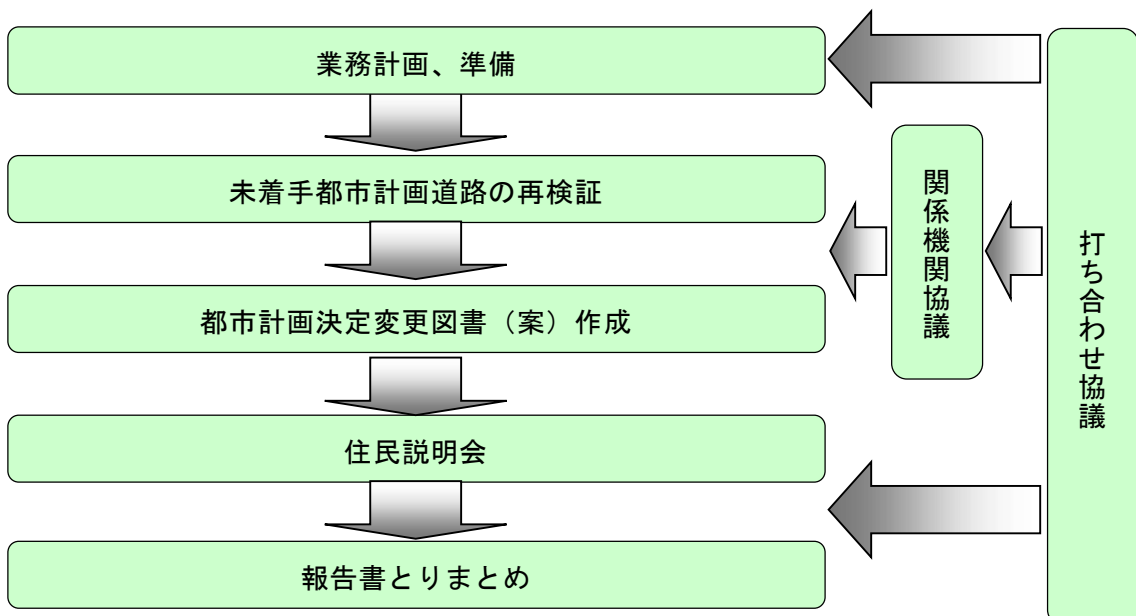 業務計画、準備
未着手都市計画道路の再検証
都市計画決定変更図書（案）作成
住民説明会
報告書とりまとめ
関係機関協議
打ち合わせ協議